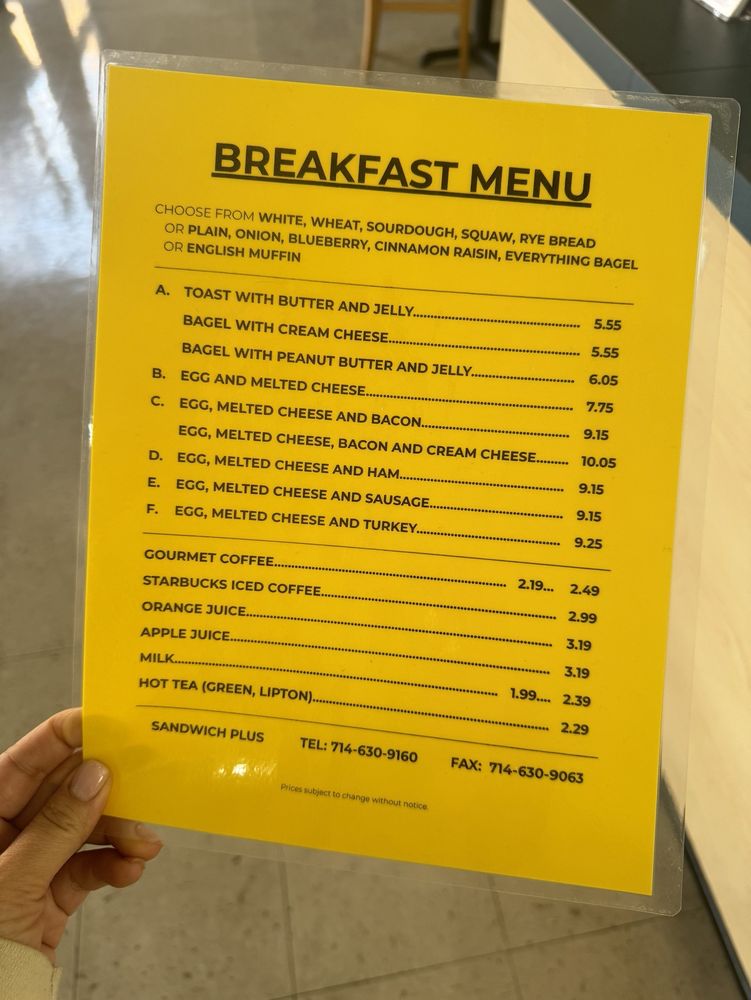 BREAKFAST MENU
CHOOSE FROM WHITE, WHEAT, SOURDOUGH, SQUAW, RYE BREAD
OR PLAIN, ONION, BLUEBERRY, CINNAMON RAISIN, EVERYTHING BAGEL
OR ENGLISH MUFFIN
A. TOAST WITH BUTTER AND JELLY 5.55
BAGEL WITH CREAM CHEESE 5.55
BAGEL WITH PEANUT BUTTER AND JELLY 6.05
B. EGG AND MELTED CHEESE 7.75
C. EGG, MELTED CHEESE AND BACON 9.15
EGG, MELTED CHEESE, BACON AND CREAM CHEESE 10.05
D. EGG, MELTED CHEESE AND HAM 9.15
E. EGG, MELTED CHEESE AND SAUSAGE 9.15
F. EGG, MELTED CHEESE AND TURKEY 9.25
GOURMET COFFEE 2.19... 2.49
STARBUCKS ICED COFFEE 2.99
ORANGE JUICE 3.19
APPLE JUICE 3.19
MILK 1.99.... 2.39
HOT TEA (GREEN, LIPTON) 2.29
SANDWICH PLUS TEL: 714-630-9160 FAX: 714-630-9063
Prices subject to change without notice.